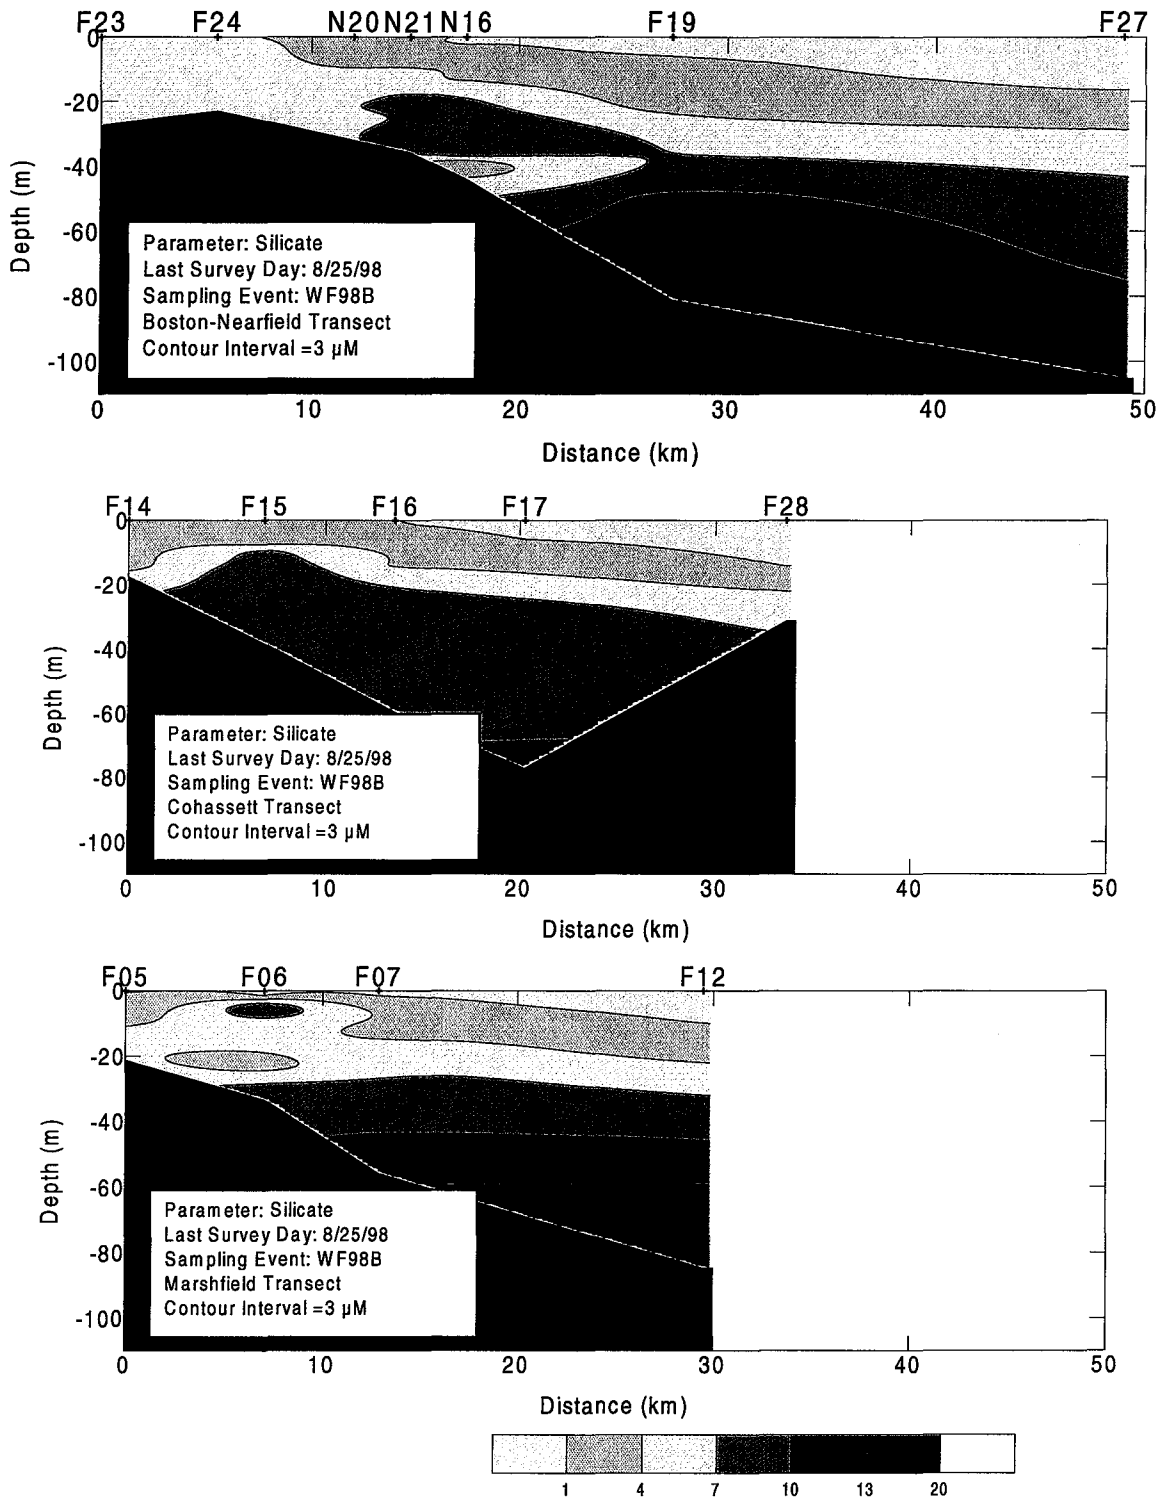 F23 F24 N20 N21 N16 F19 F27
0
-20
-40
-60
-80
-100
Depth (m)
Parameter: Silicate
Last Survey Day: 8/25/98
Sampling Event: WF98B
Boston-Nearfield Transect
Contour Interval =3 µM
0 10 20 30 40 50
Distance (km)
F14 F15 F16 F17 F28
0
-20
-40
-60
-80
-100
Depth (m)
Parameter: Silicate
Last Survey Day: 8/25/98
Sampling Event: WF98B
Cohassett Transect
Contour Interval =3 µM
0 10 20 30 40 50
Distance (km)
F05 F06 F07 F12
0
-20
-40
-60
-80
-100
Depth (m)
Parameter: Silicate
Last Survey Day: 8/25/98
Sampling Event: WF98B
Marshfield Transect
Contour Interval =3 µM
0 10 20 30 40 50
Distance (km)
1 4 7 10 13 20